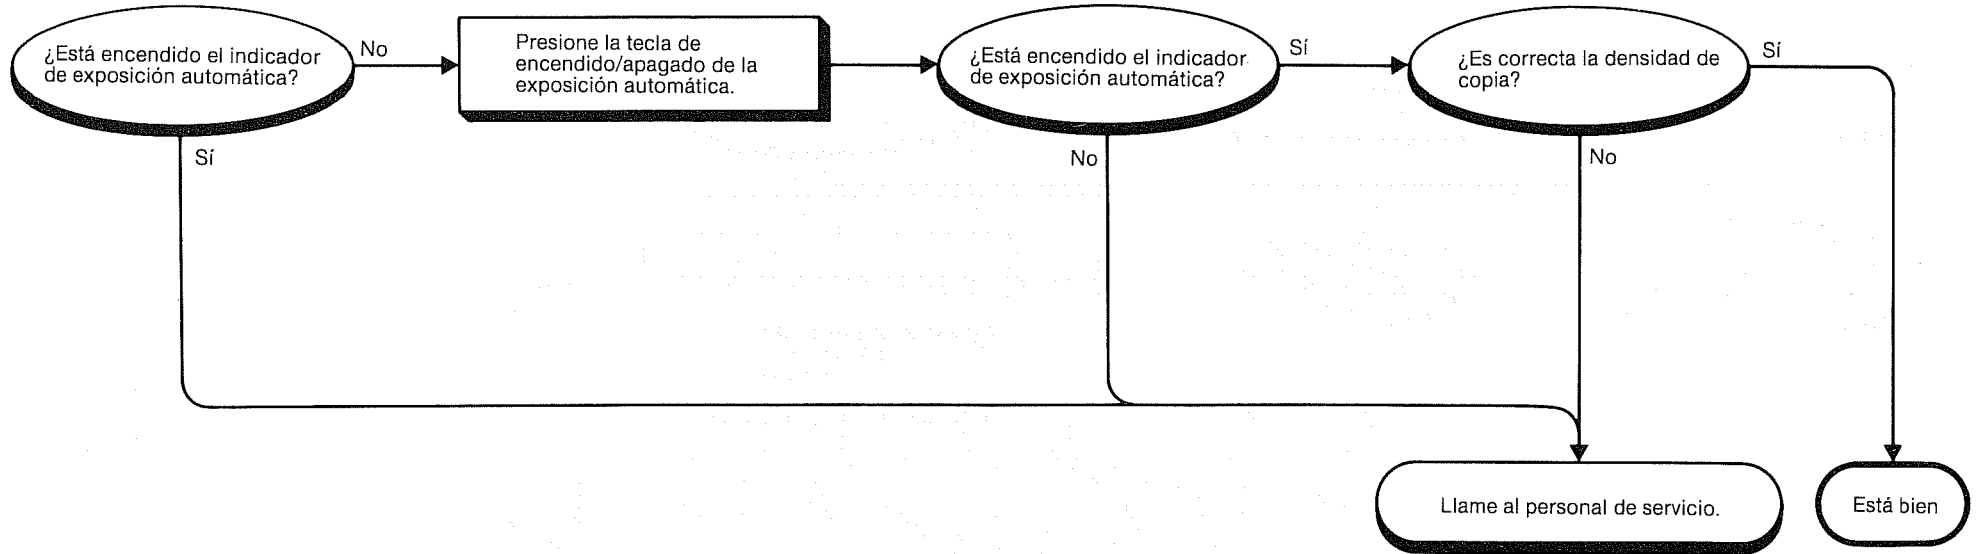 ¿Está encendido el indicador
de exposición automática?
No
Sí
Presione la tecla de
encendido/apagado de la
exposición automática.
¿Está encendido el indicador
de exposición automática?
Sí
No
¿Es correcta la densidad de
copia?
Sí
No
Llame al personal de servicio.
Está bien